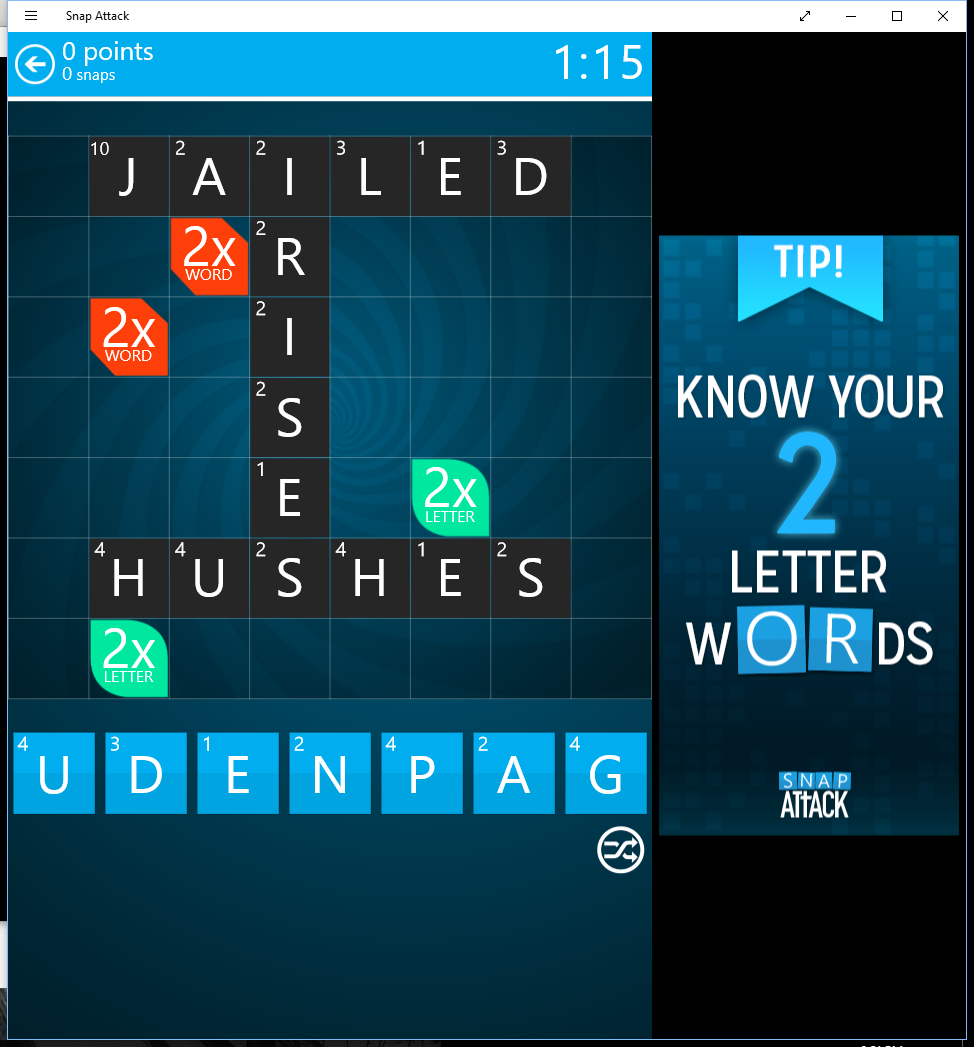 Snap Attack
0 points
0 snaps
1:15
10 J 2 A 2 I 3 L 1 E 3 D
2x WORD 2 R
2x WORD 2 I
2 S
1 E 2x LETTER
4 H 4 U 2 S 4 H 1 E 2 S
2x LETTER
4 U 3 D 1 E 2 N 4 P 2 A 4 G
TIP!
KNOW YOUR
2
LETTER
WORDS
SNAP
ATTACK